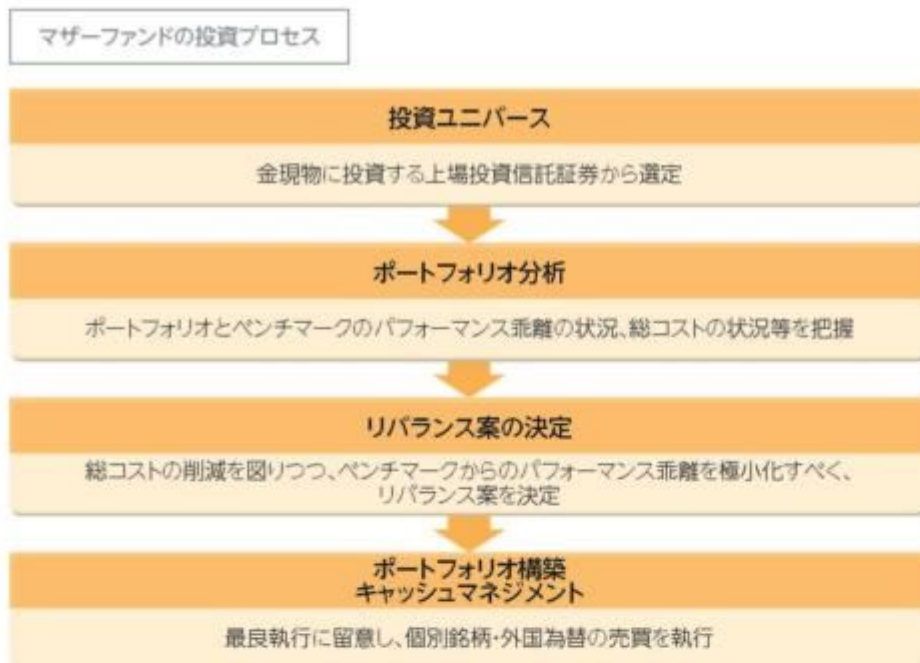 マザーファンドの投資プロセス
投資ユニバース
金現物に投資する上場投資信託証券から選定
ポートフォリオ分析
ポートフォリオとベンチマークのパフォーマンス乖離の状況、総コストの状況等を把握
リバランス案の決定
総コストの削減を図りつつ、ベンチマークからのパフォーマンス乖離を極小化すべく、
リバランス案を決定
ポートフォリオ構築
キャッシュマネジメント
最良執行に留意し、個別銘柄・外国為替の売買を執行